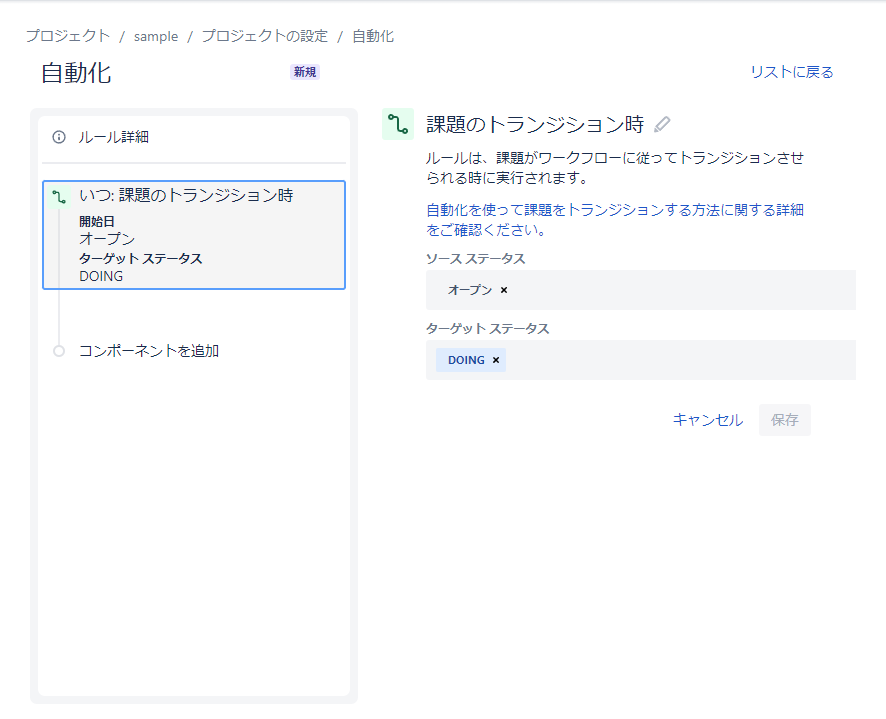 プロジェクト / sample / プロジェクトの設定 / 自動化
自動化
新規
リストに戻る
ルール詳細
いつ: 課題のトランジション時
開始日
オープン
ターゲット ステータス
DOING
コンポーネントを追加
課題のトランジション時
ルールは、課題がワークフローに従ってトランジションさせ
られる時に実行されます。
自動化を使って課題をトランジションする方法に関する詳細
をご確認ください。
ソース ステータス
オープン ×
ターゲット ステータス
DOING ×
キャンセル 保存